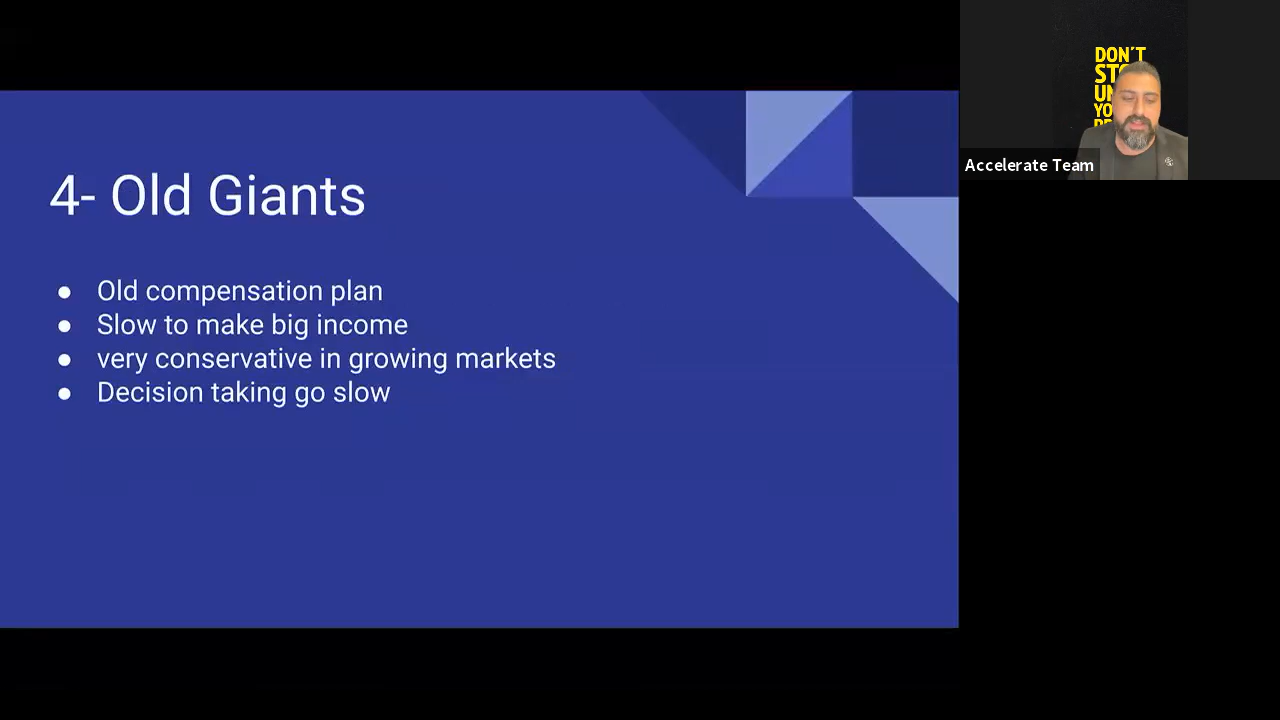 4- Old Giants
● Old compensation plan
● Slow to make big income
● very conservative in growing markets
● Decision taking go slow
DON'T
Accelerate Team